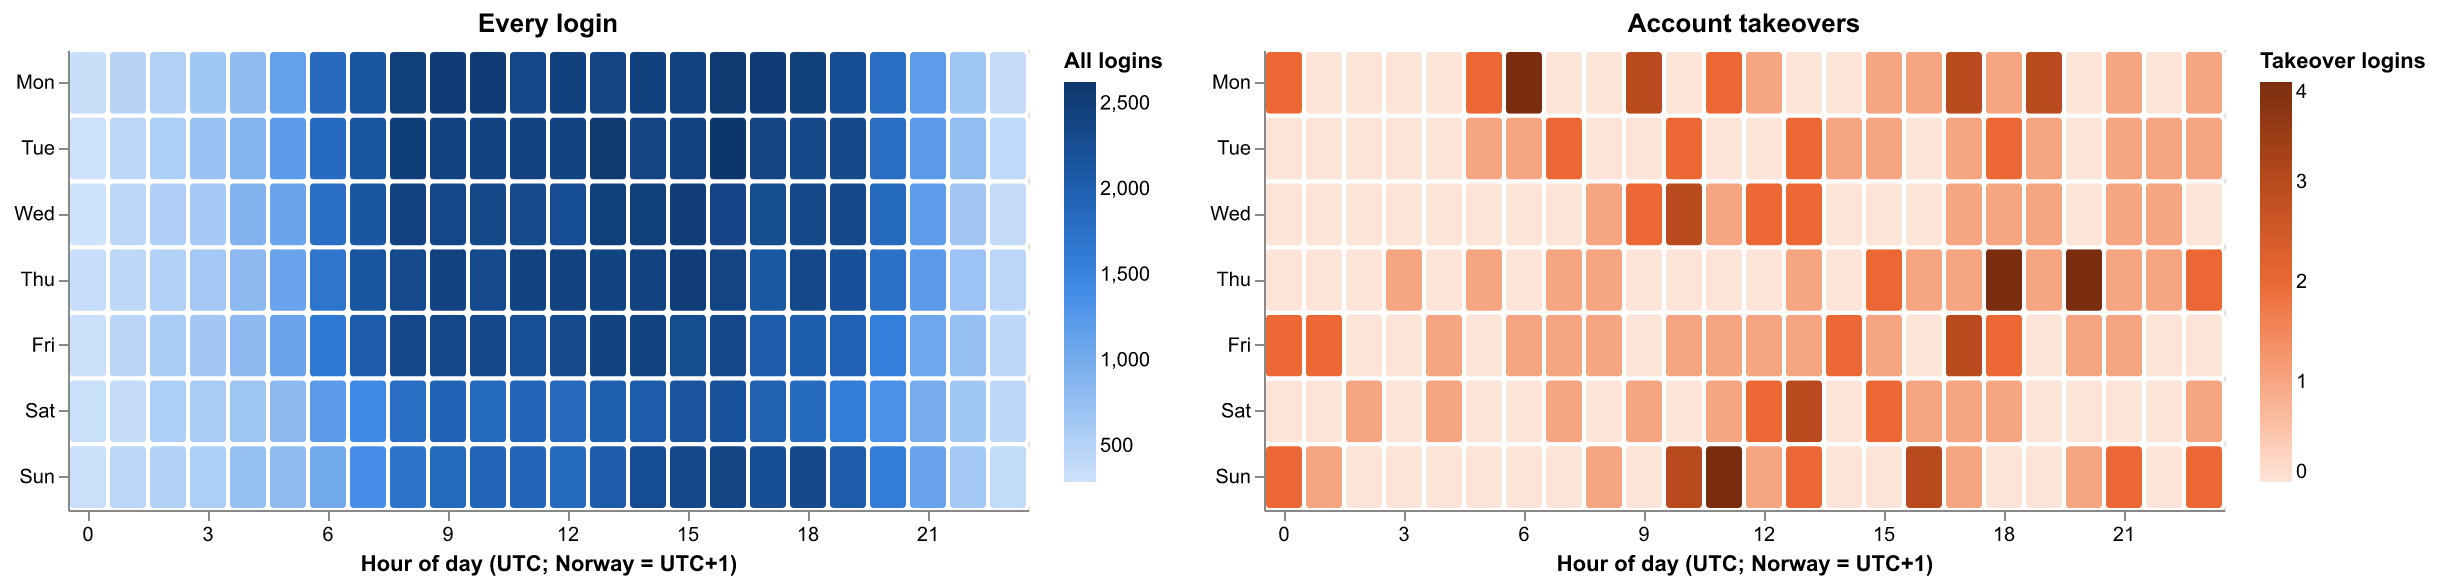 Every login
Mon
Tue
Wed
Thu
Fri
Sat
Sun
0 3 6 9 12 15 18 21
Hour of day (UTC; Norway = UTC+1)
All logins
2,500
2,000
1,500
1,000
500
Account takeovers
Mon
Tue
Wed
Thu
Fri
Sat
Sun
0 3 6 9 12 15 18 21
Hour of day (UTC; Norway = UTC+1)
Takeover logins
4
3
2
1
0